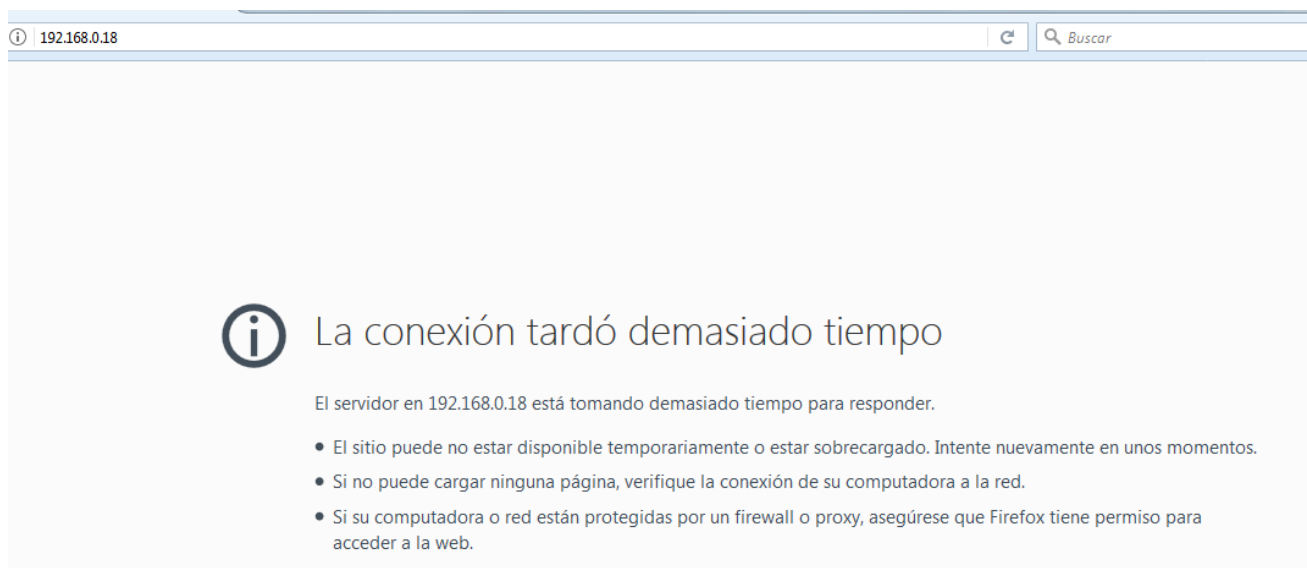 192.168.0.18
Buscar
La conexión tardó demasiado tiempo
El servidor en 192.168.0.18 está tomando demasiado tiempo para responder.
El sitio puede no estar disponible temporariamente o estar sobrecargado. Intente nuevamente en unos momentos.
Si no puede cargar ninguna página, verifique la conexión de su computadora a la red.
Si su computadora o red están protegidas por un firewall o proxy, asegúrese que Firefox tiene permiso para
acceder a la web.